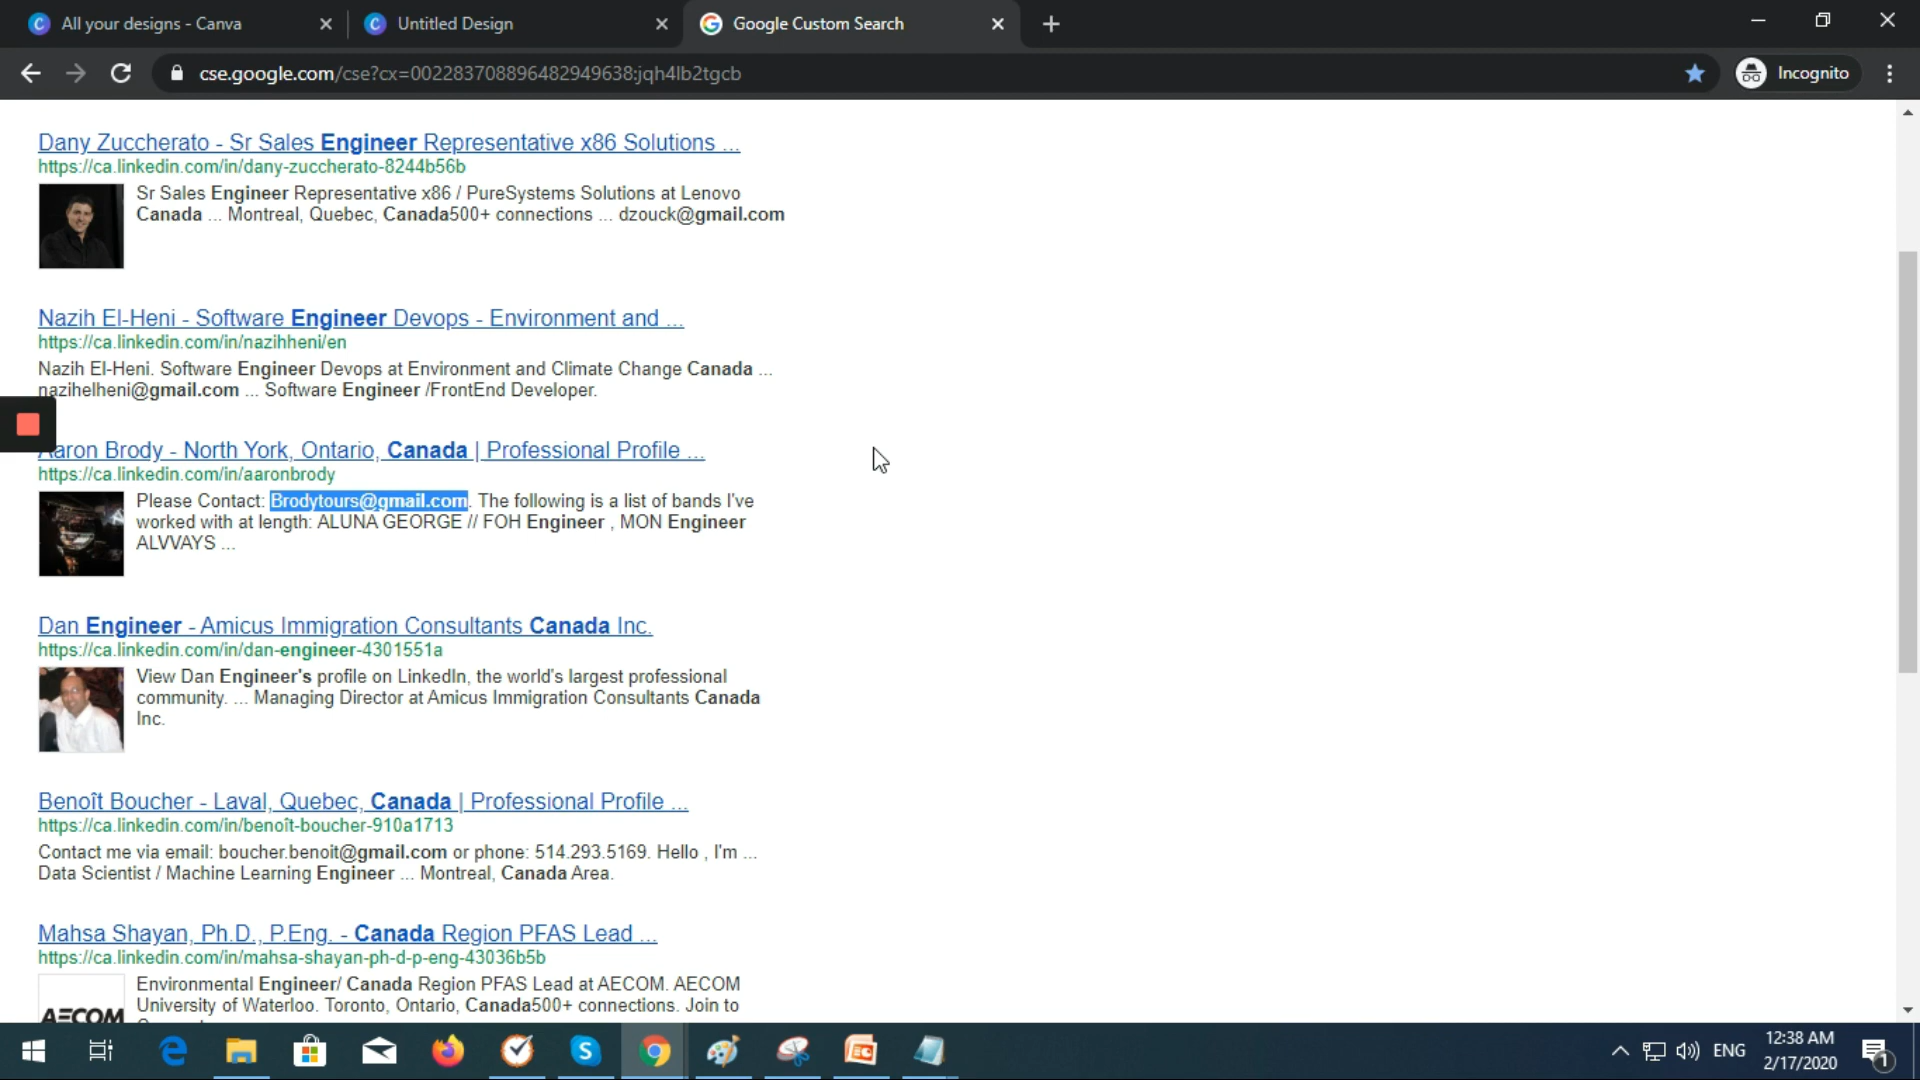 All your designs - Canva
Untitled Design
Google Custom Search
cse.google.com/cse?cx=002283708896482949638:jqh4lb2tgcb
Incognito
Dany Zuccherato - Sr Sales Engineer Representative x86 Solutions ...
https://ca.linkedin.com/in/dany-zuccherato-8244b56b
Sr Sales Engineer Representative x86 / PureSystems Solutions at Lenovo
Canada ... Montreal, Quebec, Canada500+ connections ... dzouck@gmail.com
Nazih El-Heni - Software Engineer Devops - Environment and ...
https://ca.linkedin.com/in/nazihheni/en
Nazih El-Heni. Software Engineer Devops at Environment and Climate Change Canada ...
nazihelheni@gmail.com ... Software Engineer /FrontEnd Developer.
Aaron Brody - North York, Ontario, Canada | Professional Profile ...
https://ca.linkedin.com/in/aaronbrody
Please Contact: Brodytours@gmail.com. The following is a list of bands I've
worked with at length: ALUNA GEORGE // FOH Engineer , MON Engineer
ALVVAYS ...
Dan Engineer - Amicus Immigration Consultants Canada Inc.
https://ca.linkedin.com/in/dan-engineer-4301551a
View Dan Engineer's profile on LinkedIn, the world's largest professional
community. ... Managing Director at Amicus Immigration Consultants Canada
Inc.
Benoît Boucher - Laval, Quebec, Canada | Professional Profile ...
https://ca.linkedin.com/in/benoît-boucher-910a1713
Contact me via email: boucher.benoit@gmail.com or phone: 514.293.5169. Hello , I'm ...
Data Scientist / Machine Learning Engineer ... Montreal, Canada Area.
Mahsa Shayan, Ph.D., P.Eng. - Canada Region PFAS Lead ...
https://ca.linkedin.com/in/mahsa-shayan-ph-d-p-eng-43036b5b
Environmental Engineer/ Canada Region PFAS Lead at AECOM. AECOM
University of Waterloo. Toronto, Ontario, Canada500+ connections. Join to
AECOM
ENG
12:38 AM
2/17/2020
1